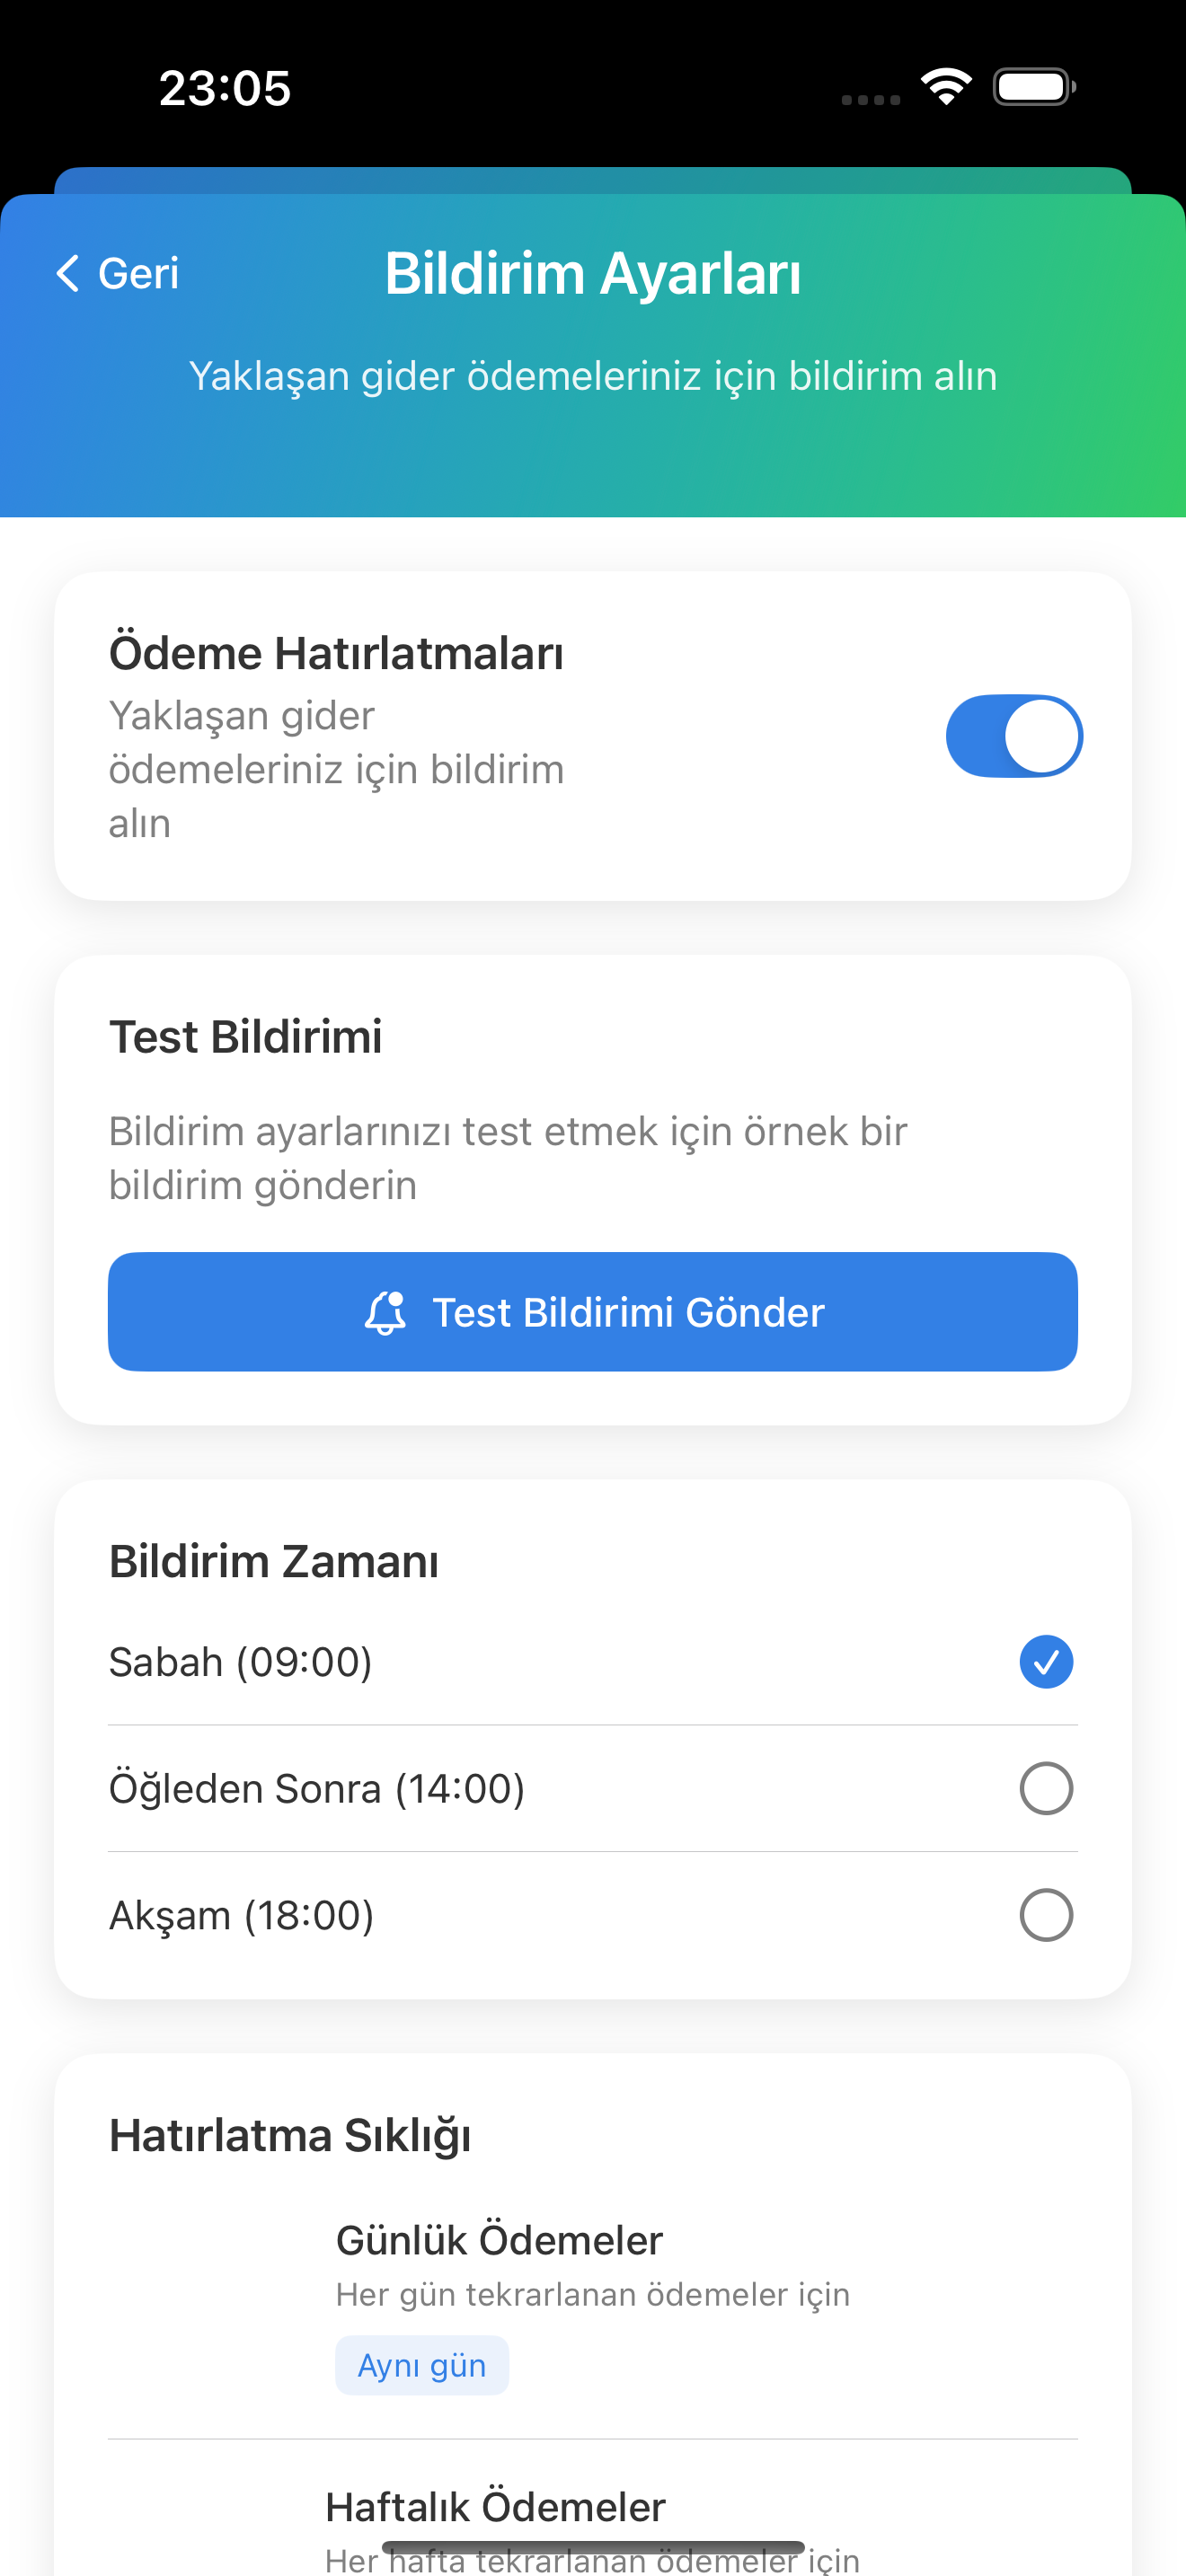 23:05
Geri
Bildirim Ayarları
Yaklaşan gider ödemeleriniz için bildirim alın
Ödeme Hatırlatmaları
Yaklaşan gider
ödemeleriniz için bildirim
alın
Test Bildirimi
Bildirim ayarlarınızı test etmek için örnek bir
bildirim gönderin
Test Bildirimi Gönder
Bildirim Zamanı
Sabah (09:00)
Öğleden Sonra (14:00)
Akşam (18:00)
Hatırlatma Sıklığı
Günlük Ödemeler
Her gün tekrarlanan ödemeler için
Aynı gün
Haftalık Ödemeler
Her hafta tekrarlanan ödemeler için